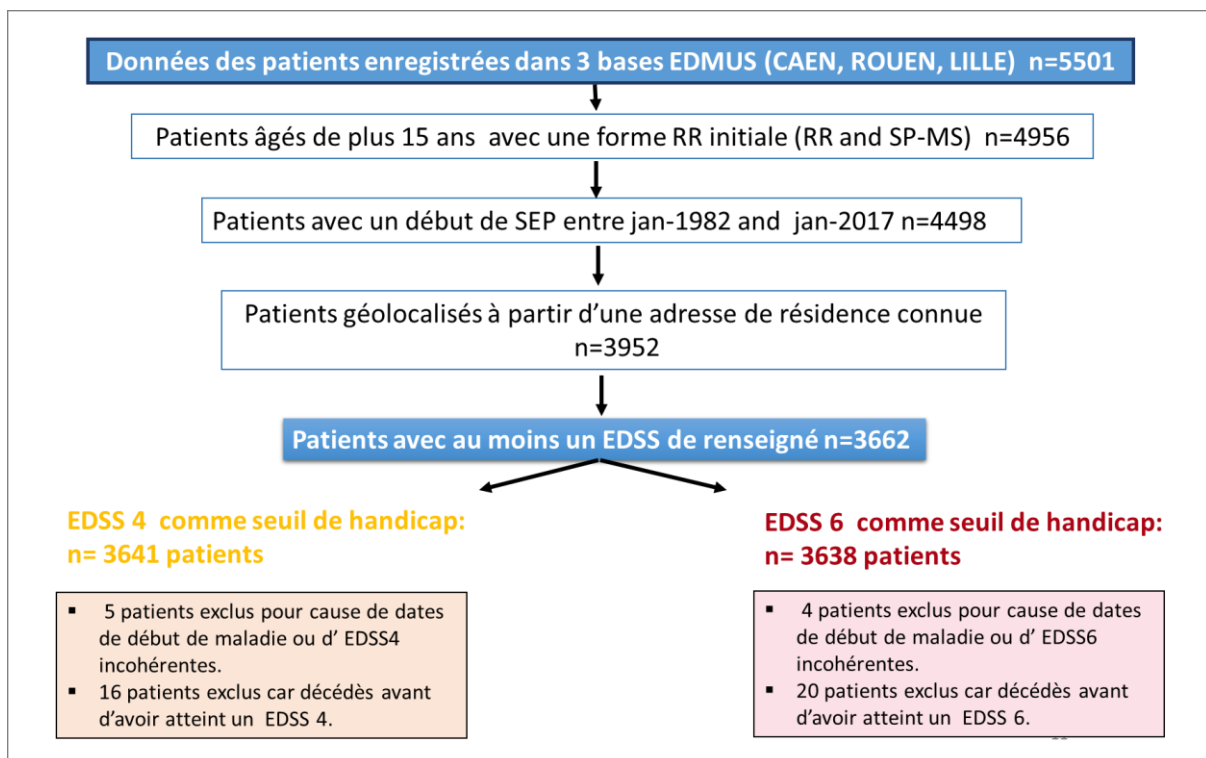 Données des patients enregistrées dans 3 bases EDMUS (CAEN, ROUEN, LILLE) n=5501
Patients âgés de plus 15 ans avec une forme RR initiale (RR and SP-MS) n=4956
Patients avec un début de SEP entre jan-1982 and jan-2017 n=4498
Patients géolocalisés à partir d'une adresse de résidence connue
n=3952
Patients avec au moins un EDSS de renseigné n=3662
EDSS 4 comme seuil de handicap:
n= 3641 patients
▪ 5 patients exclus pour cause de dates
de début de maladie ou d' EDSS4
incohérentes.
▪ 16 patients exclus car décédès avant
d'avoir atteint un EDSS 4.
EDSS 6 comme seuil de handicap:
n= 3638 patients
▪ 4 patients exclus pour cause de dates
de début de maladie ou d' EDSS6
incohérentes.
▪ 20 patients exclus car décédès avant
d'avoir atteint un EDSS 6.